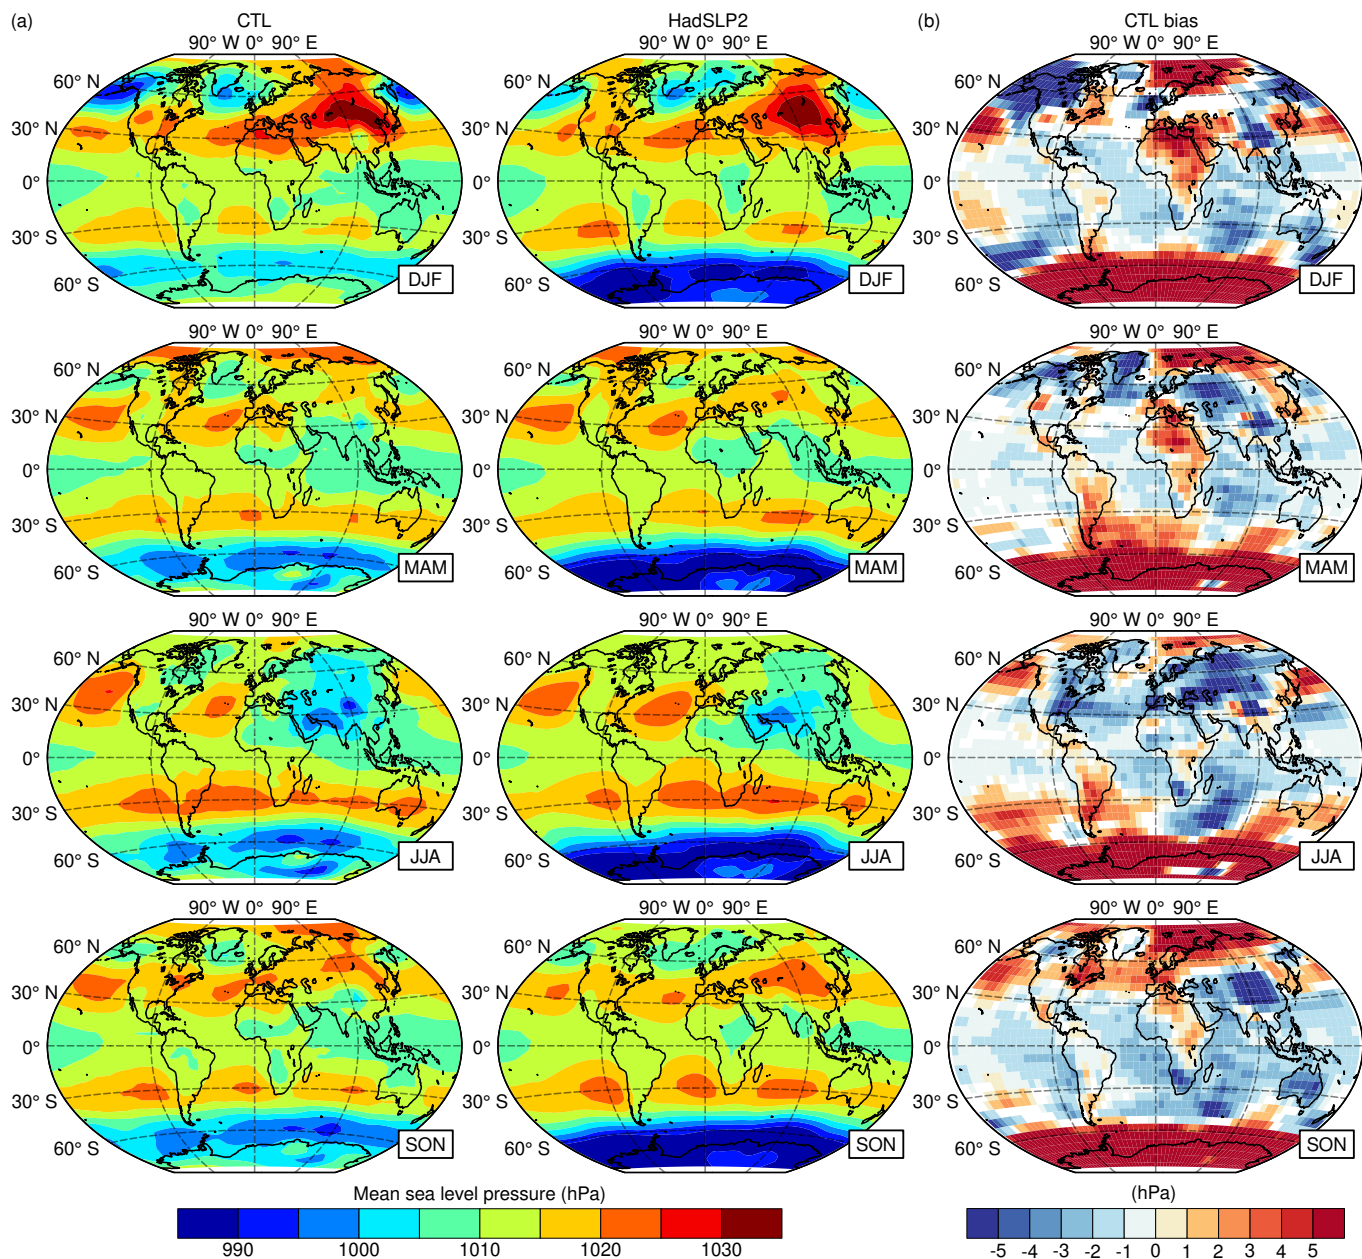 (a) CTL HadSLP2 (b) CTL bias
90° W 0° 90° E 90° W 0° 90° E 90° W 0° 90° E
60° N 60° N 60° N
30° N 30° N 30° N
0° 0° 0°
30° S 30° S 30° S
60° S 60° S 60° S
DJF DJF DJF
90° W 0° 90° E 90° W 0° 90° E 90° W 0° 90° E
60° N 60° N 60° N
30° N 30° N 30° N
0° 0° 0°
30° S 30° S 30° S
60° S 60° S 60° S
MAM MAM MAM
90° W 0° 90° E 90° W 0° 90° E 90° W 0° 90° E
60° N 60° N 60° N
30° N 30° N 30° N
0° 0° 0°
30° S 30° S 30° S
60° S 60° S 60° S
JJA JJA JJA
90° W 0° 90° E 90° W 0° 90° E 90° W 0° 90° E
60° N 60° N 60° N
30° N 30° N 30° N
0° 0° 0°
30° S 30° S 30° S
60° S 60° S 60° S
SON SON SON
Mean sea level pressure (hPa) (hPa)
990 1000 1010 1020 1030 -5 -4 -3 -2 -1 0 1 2 3 4 5